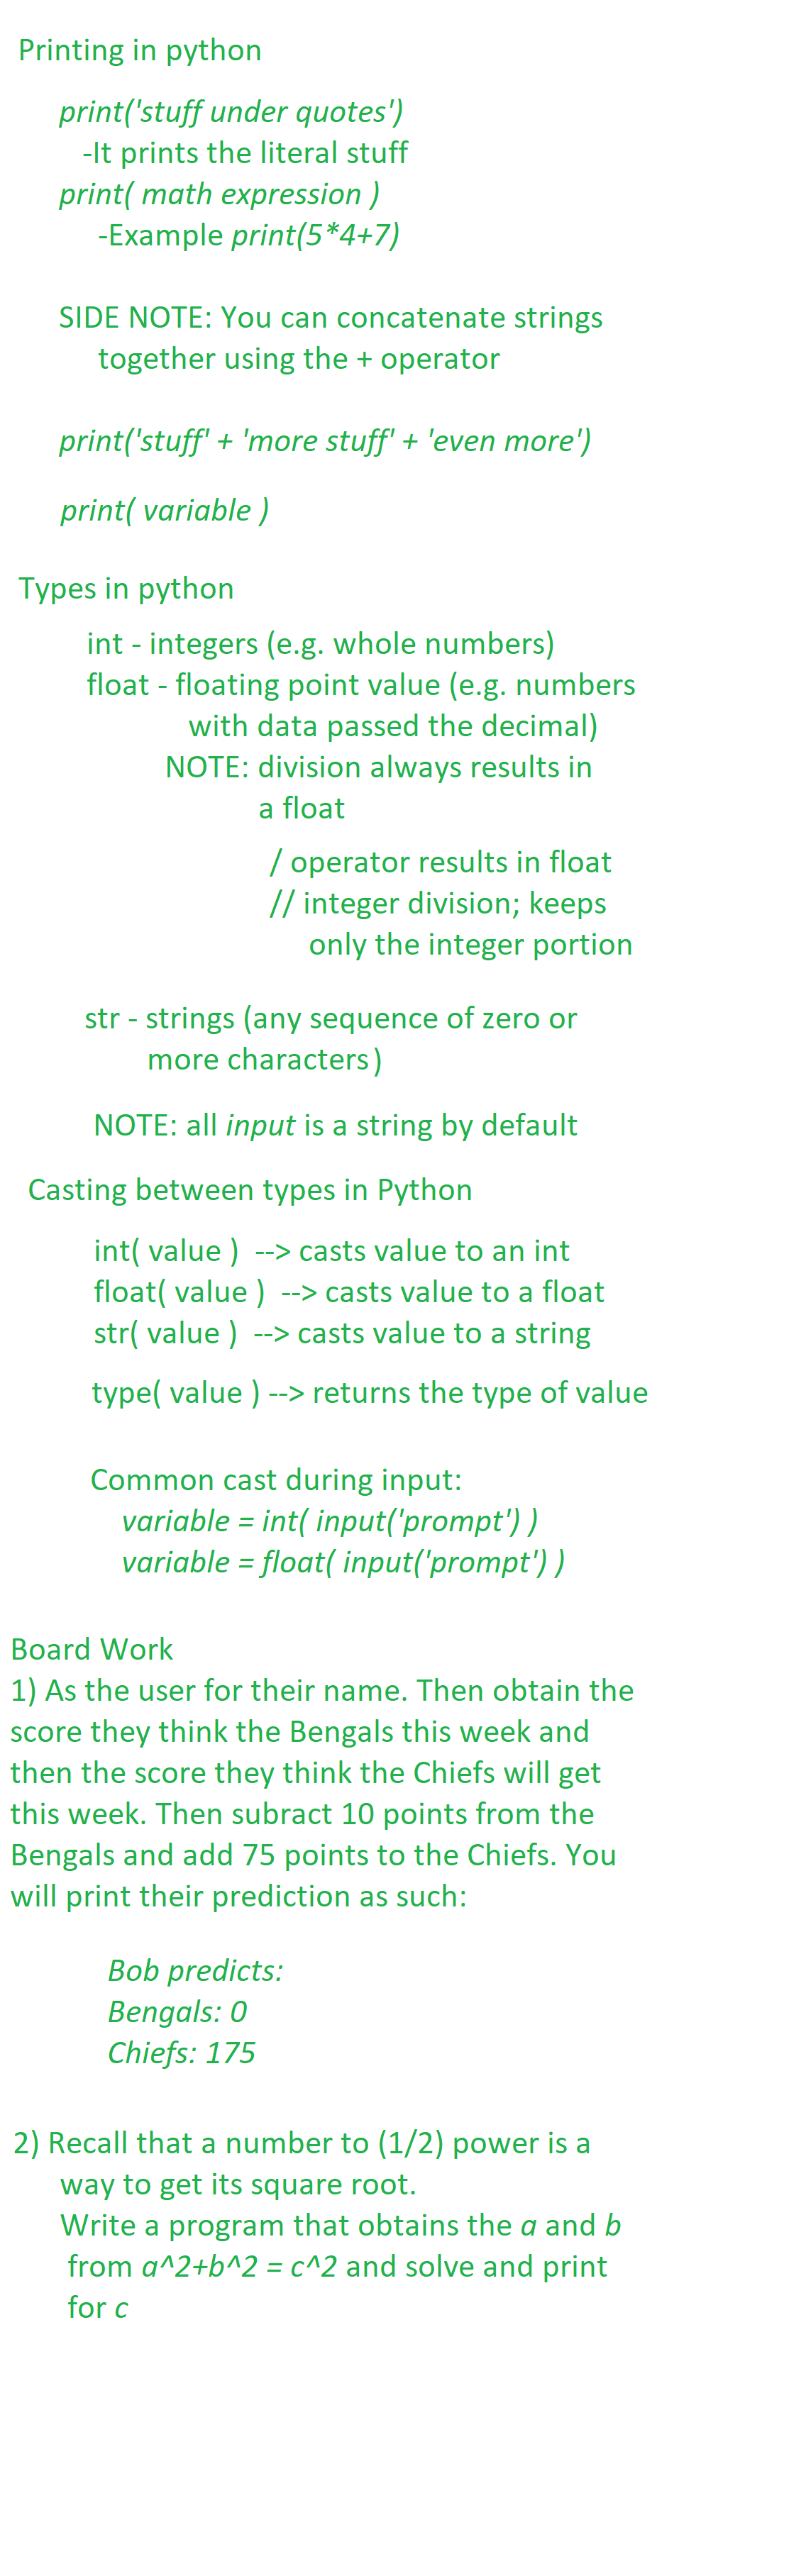 Printing in python
print('stuff under quotes')
-It prints the literal stuff
print( math expression )
-Example print(5*4+7)
SIDE NOTE: You can concatenate strings
together using the + operator
print('stuff' + 'more stuff' + 'even more')
print( variable )
Types in python
int - integers (e.g. whole numbers)
float - floating point value (e.g. numbers
with data passed the decimal)
NOTE: division always results in
a float
/ operator results in float
// integer division; keeps
only the integer portion
str - strings (any sequence of zero or
more characters)
NOTE: all input is a string by default
Casting between types in Python
int( value )  --> casts value to an int
float( value )  --> casts value to a float
str( value )  --> casts value to a string
type( value ) --> returns the type of value
Common cast during input:
variable = int( input('prompt') )
variable = float( input('prompt') )
Board Work
1) As the user for their name. Then obtain the
score they think the Bengals this week and
then the score they think the Chiefs will get
this week. Then subract 10 points from the
Bengals and add 75 points to the Chiefs. You
will print their prediction as such:
Bob predicts:
Bengals: 0
Chiefs: 175
2) Recall that a number to (1/2) power is a
way to get its square root.
Write a program that obtains the a and b
from a^2+b^2 = c^2 and solve and print
for c